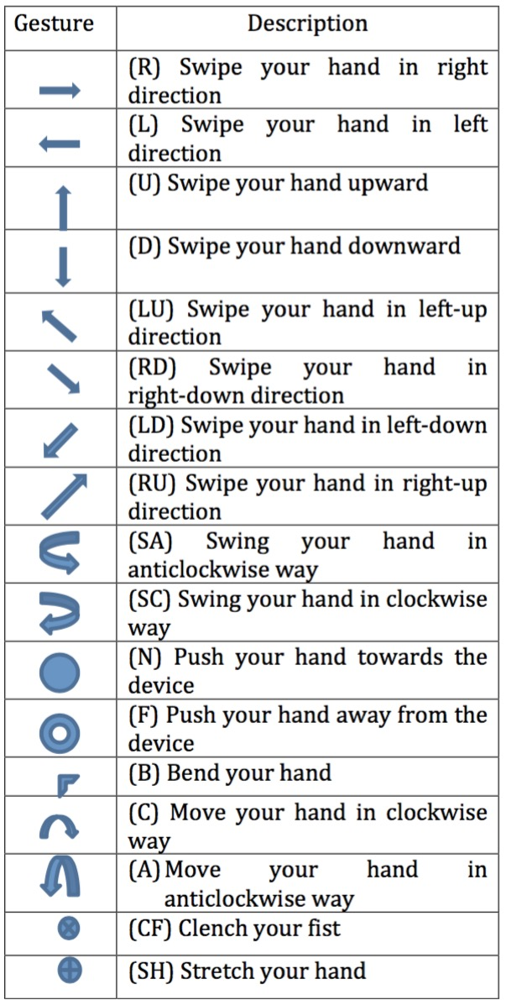 Gesture Description
(R) Swipe your hand in right
direction
(L) Swipe your hand in left
direction
(U) Swipe your hand upward
(D) Swipe your hand downward
(LU) Swipe your hand in left-up
direction
(RD) Swipe your hand in
right-down direction
(LD) Swipe your hand in left-down
direction
(RU) Swipe your hand in right-up
direction
(SA) Swing your hand in
anticlockwise way
(SC) Swing your hand in clockwise
way
(N) Push your hand towards the
device
(F) Push your hand away from the
device
(B) Bend your hand
(C) Move your hand in clockwise
way
(A) Move your hand in
anticlockwise way
(CF) Clench your fist
(SH) Stretch your hand